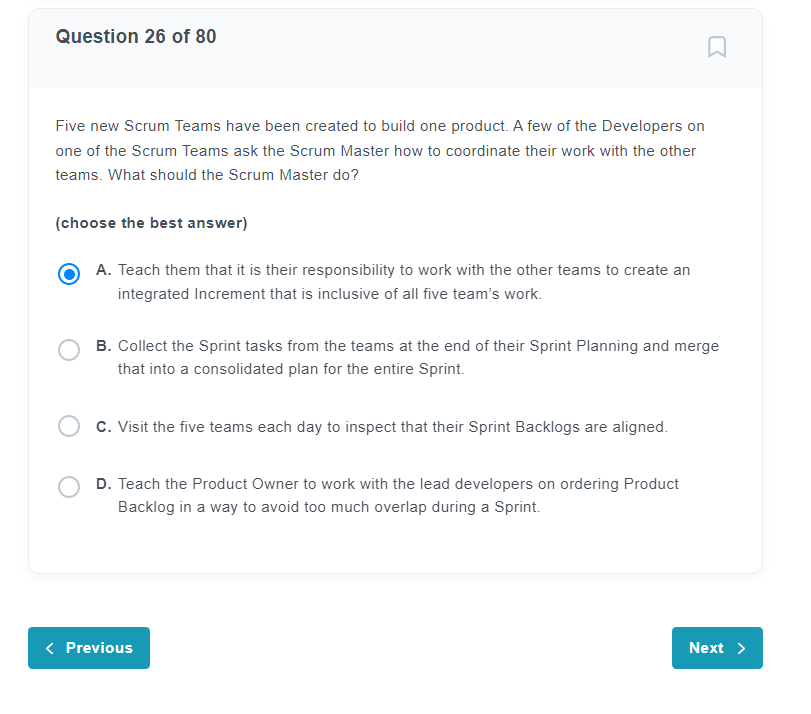 Question 26 of 80
Five new Scrum Teams have been created to build one product. A few of the Developers on
one of the Scrum Teams ask the Scrum Master how to coordinate their work with the other
teams. What should the Scrum Master do?
(choose the best answer)
A. Teach them that it is their responsibility to work with the other teams to create an
integrated Increment that is inclusive of all five team’s work.
B. Collect the Sprint tasks from the teams at the end of their Sprint Planning and merge
that into a consolidated plan for the entire Sprint.
C. Visit the five teams each day to inspect that their Sprint Backlogs are aligned.
D. Teach the Product Owner to work with the lead developers on ordering Product
Backlog in a way to avoid too much overlap during a Sprint.
Previous
Next